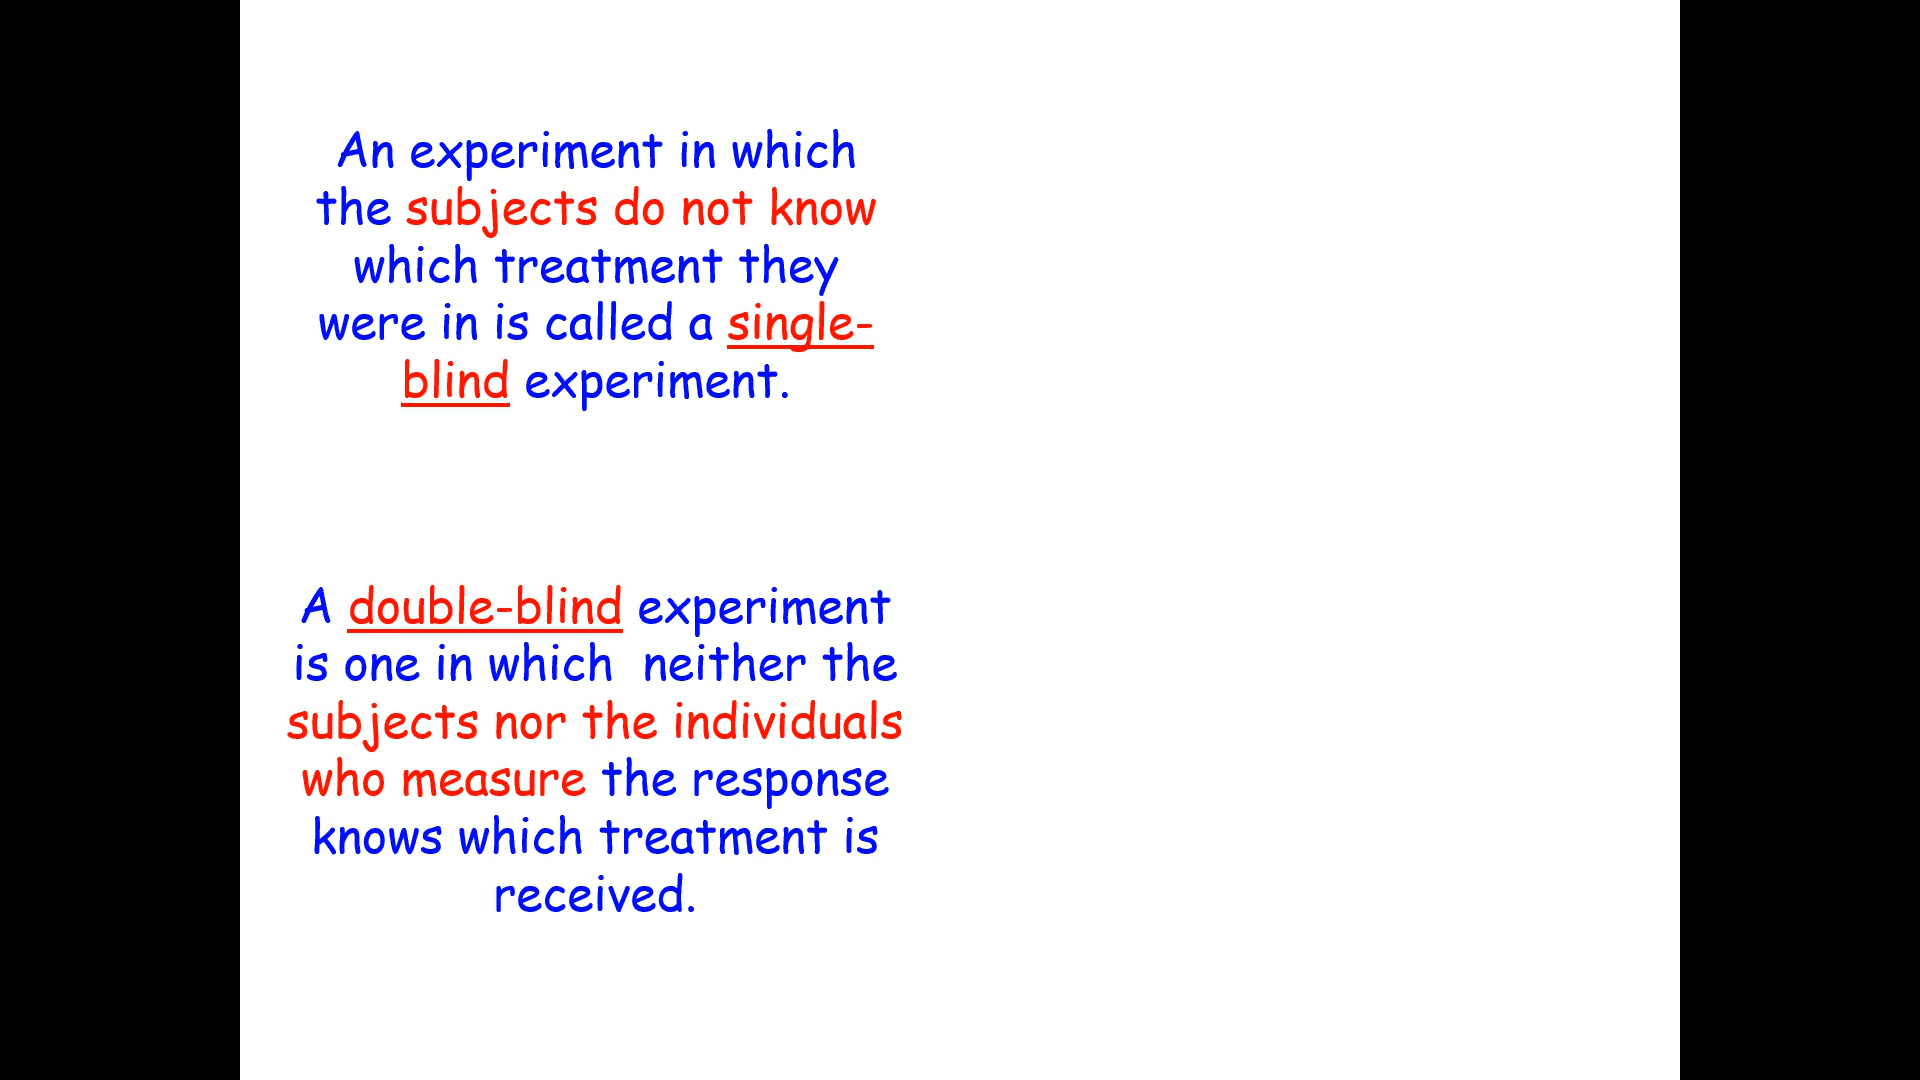 An experiment in which
the subjects do not know
which treatment they
were in is called a single-
blind experiment.
A double-blind experiment
is one in which  neither the
subjects nor the individuals
who measure the response
knows which treatment is
received.